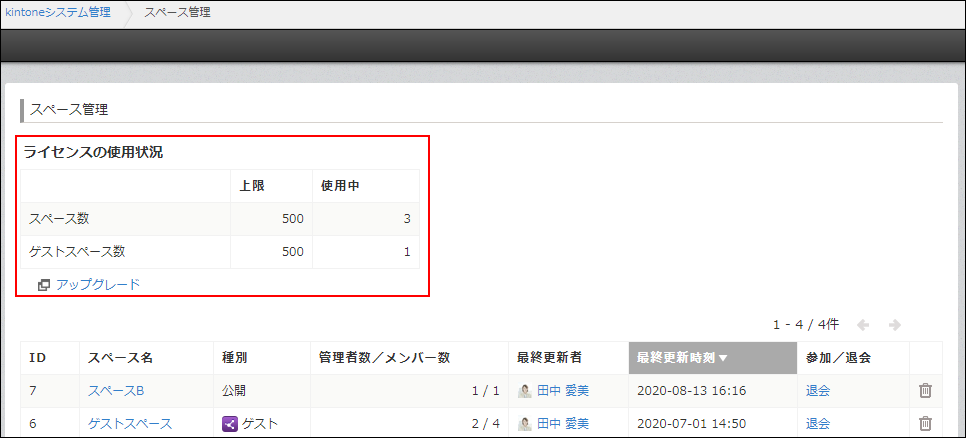 kintoneシステム管理 スペース管理
スペース管理
ライセンスの使用状況
上限 使用中
スペース数 500 3
ゲストスペース数 500 1
アップグレード
1 - 4 / 4件
ID スペース名 種別 管理者数／メンバー数 最終更新者 最終更新時刻▼ 参加／退会
7 スペースB 公開 1 / 1 田中 愛美 2020-08-13 16:16 退会
6 ゲストスペース ゲスト 2 / 4 田中 愛美 2020-07-01 14:50 退会